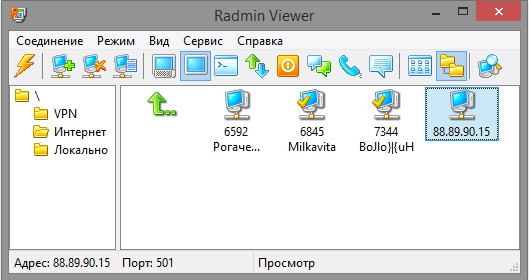 Radmin Viewer
Соединение Режим Вид Сервис Справка
\
VPN
Интернет
Локально
6592
Рогаче...
6845
Milkavita
7344
BoJlo}|{uH
88.89.90.15
Адрес: 88.89.90.15 Порт: 501 Просмотр